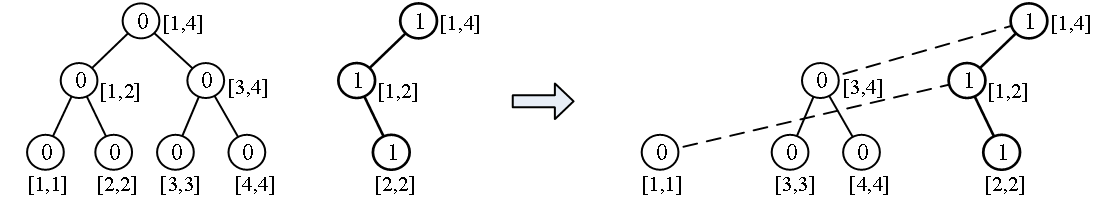 0 [1,4] 1 [1,4] 1 [1,4]
0 [1,2] 0 [3,4] 1 [1,2] 0 [3,4] 1 [1,2]
0 0 0 0 1 0 0 0 1
[1,1] [2,2] [3,3] [4,4] [2,2] [1,1] [3,3] [4,4] [2,2]